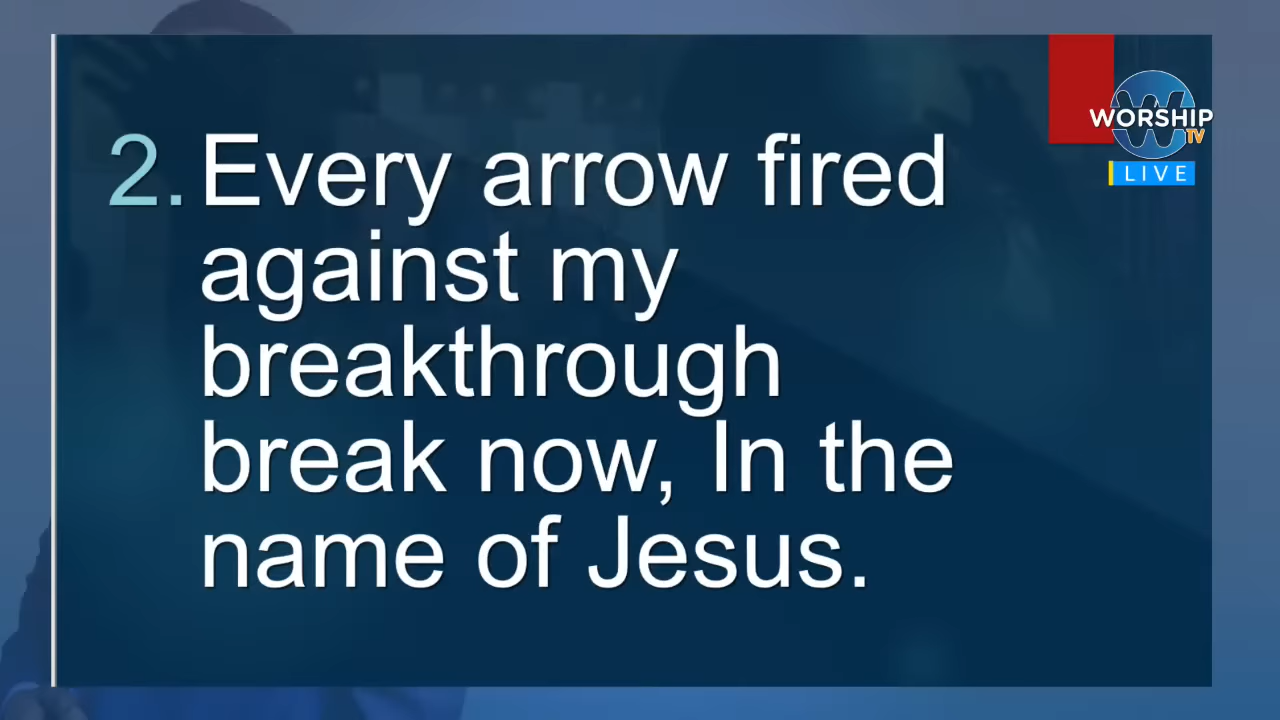 2. Every arrow fired
against my
breakthrough
break now, In the
name of Jesus.
W
WORSHIP
TV
LIVE